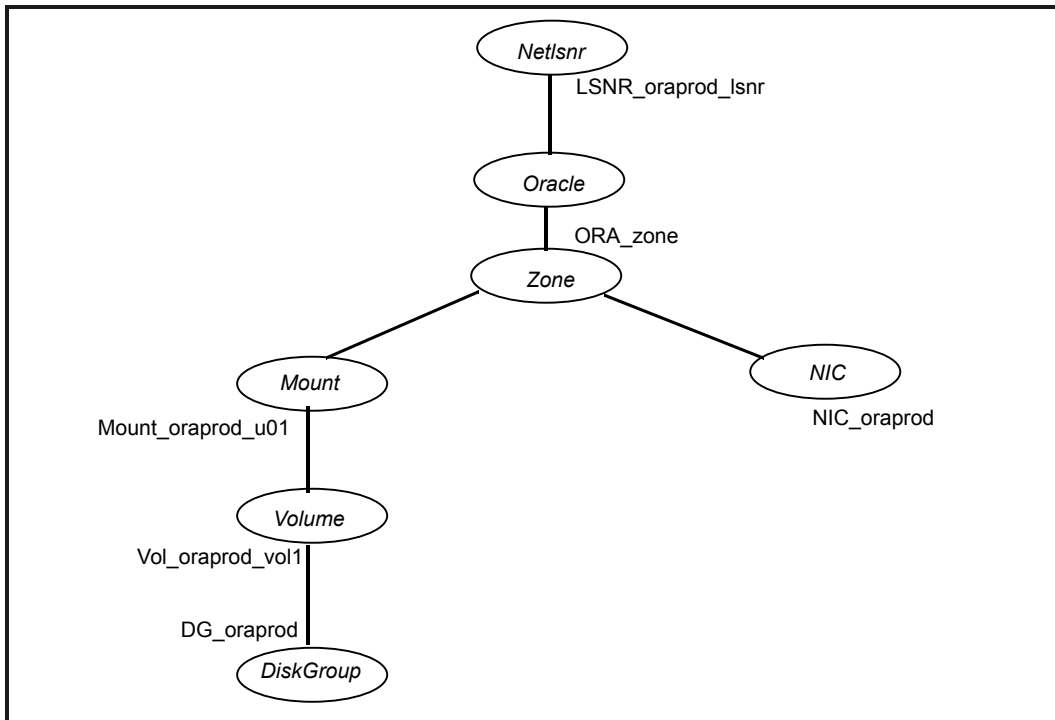 Netlsnr
LSNR_oraprod_lsnr
Oracle
ORA_zone
Zone
Mount
NIC
Mount_oraprod_u01
NIC_oraprod
Volume
Vol_oraprod_vol1
DG_oraprod
DiskGroup